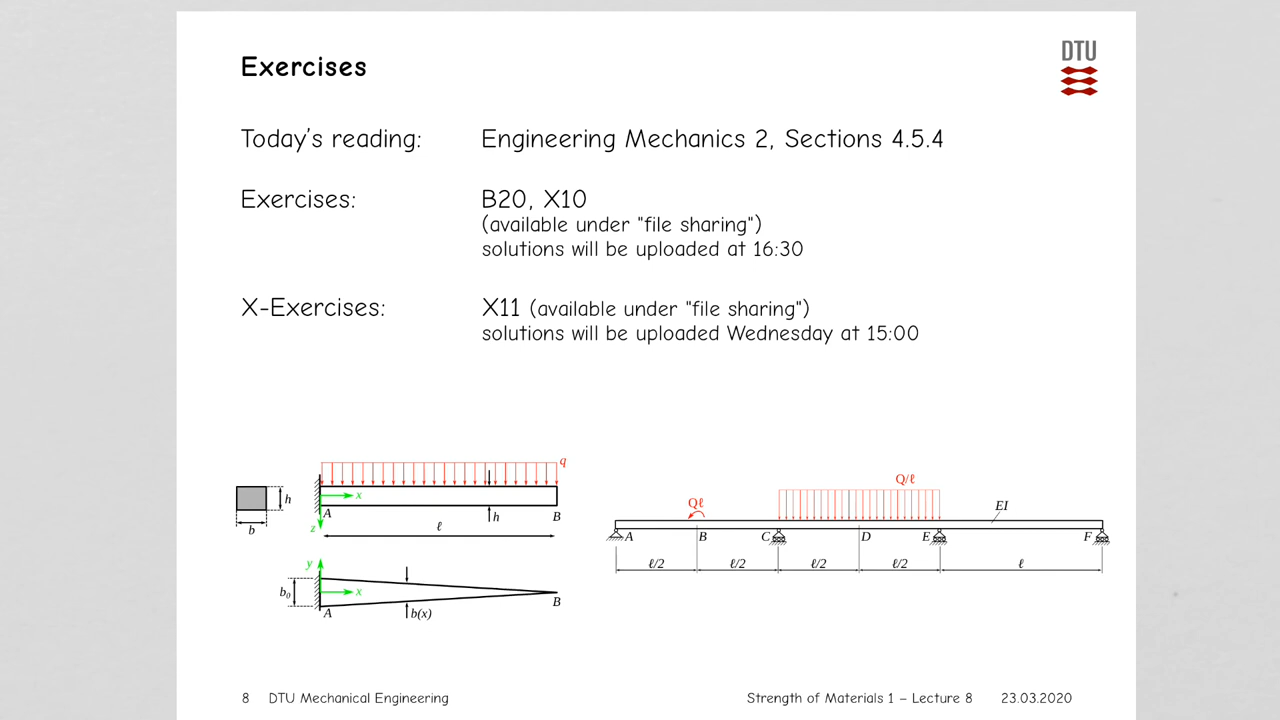 Exercises
DTU
Today's reading: Engineering Mechanics 2, Sections 4.5.4
Exercises: B20, X10
(available under "file sharing")
solutions will be uploaded at 16:30
X-Exercises: X11 (available under "file sharing")
solutions will be uploaded Wednesday at 15:00
q
h
b
x
A
z
h
B
ℓ
y
b₀
x
A
b(x)
B
Qℓ
Q/ℓ
EI
A
B
C
D
E
F
ℓ/2
ℓ/2
ℓ/2
ℓ/2
ℓ
8 DTU Mechanical Engineering
Strength of Materials 1 – Lecture 8 23.03.2020